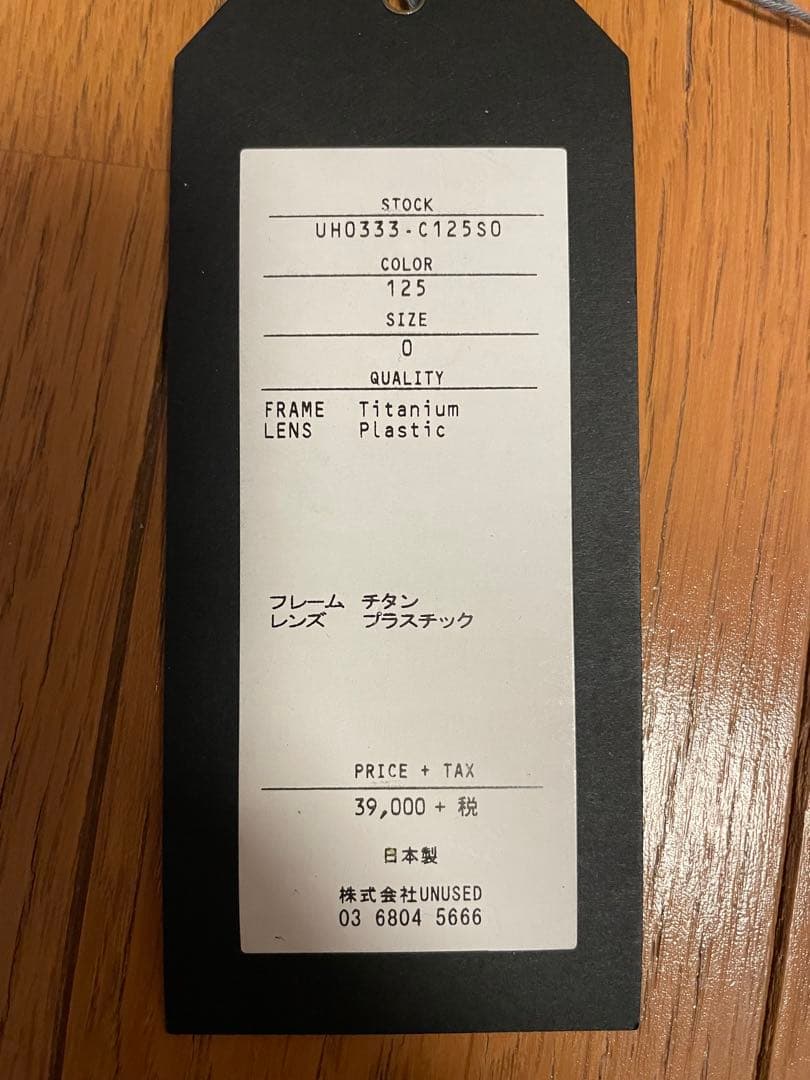 STOCK
UH0333-C125S0
COLOR
125
SIZE
0
QUALITY
FRAME Titanium
LENS Plastic
フレーム チタン
レンズ プラスチック
PRICE + TAX
39,000 + 税
日本製
株式会社UNUSED
03 6804 5666